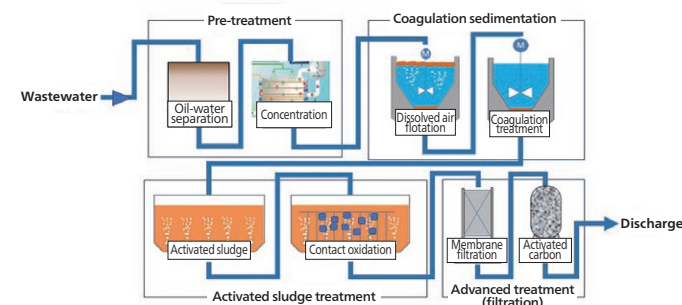 Pre-treatment
Coagulation sedimentation
M
M
Wastewater
Oil-water
separation
Concentration
Dissolved air
flotation
Coagulation
treatment
Activated sludge
Contact oxidation
Membrane
filtration
Activated
carbon
Discharge
Activated sludge treatment
Advanced treatment
(filtration)